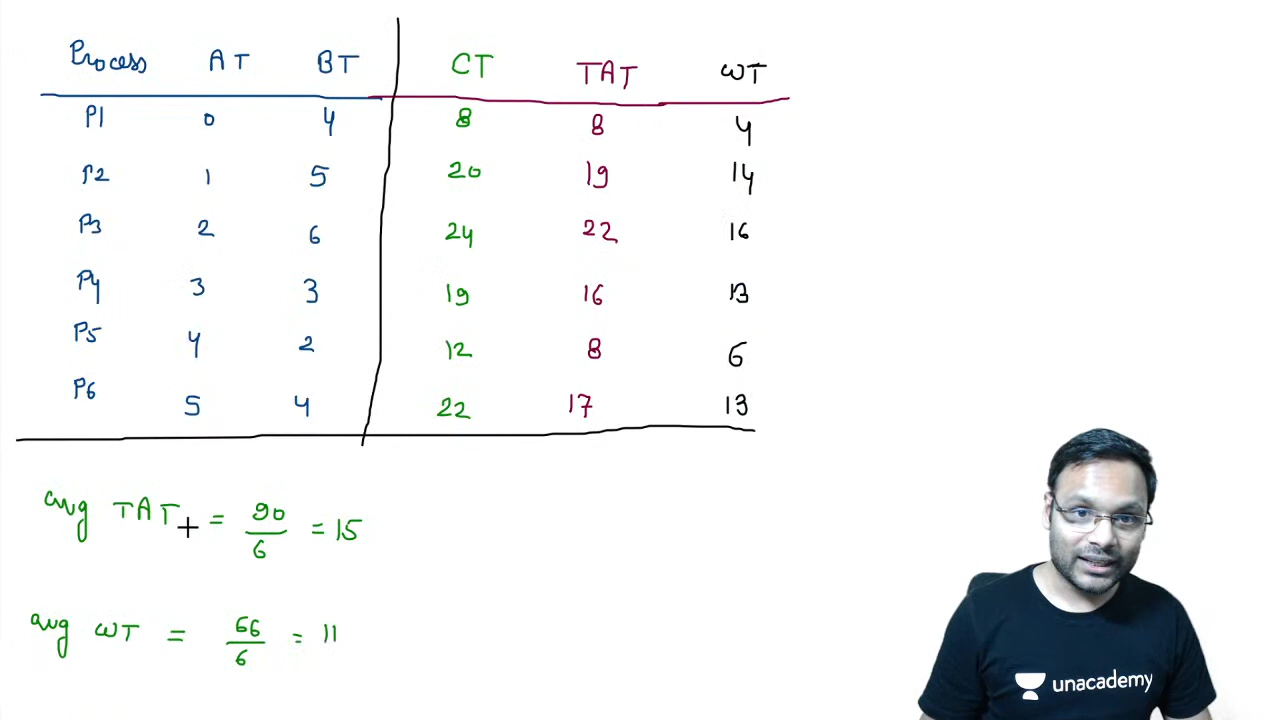 Process AT BT CT TAT WT
P1 0 4 8 8 4
P2 1 5 20 19 14
P3 2 6 24 22 16
P4 3 3 19 16 13
P5 4 2 12 8 6
P6 5 4 22 17 13
avg TAT = 90/6 = 15
avg WT = 66/6 = 11
unacademy